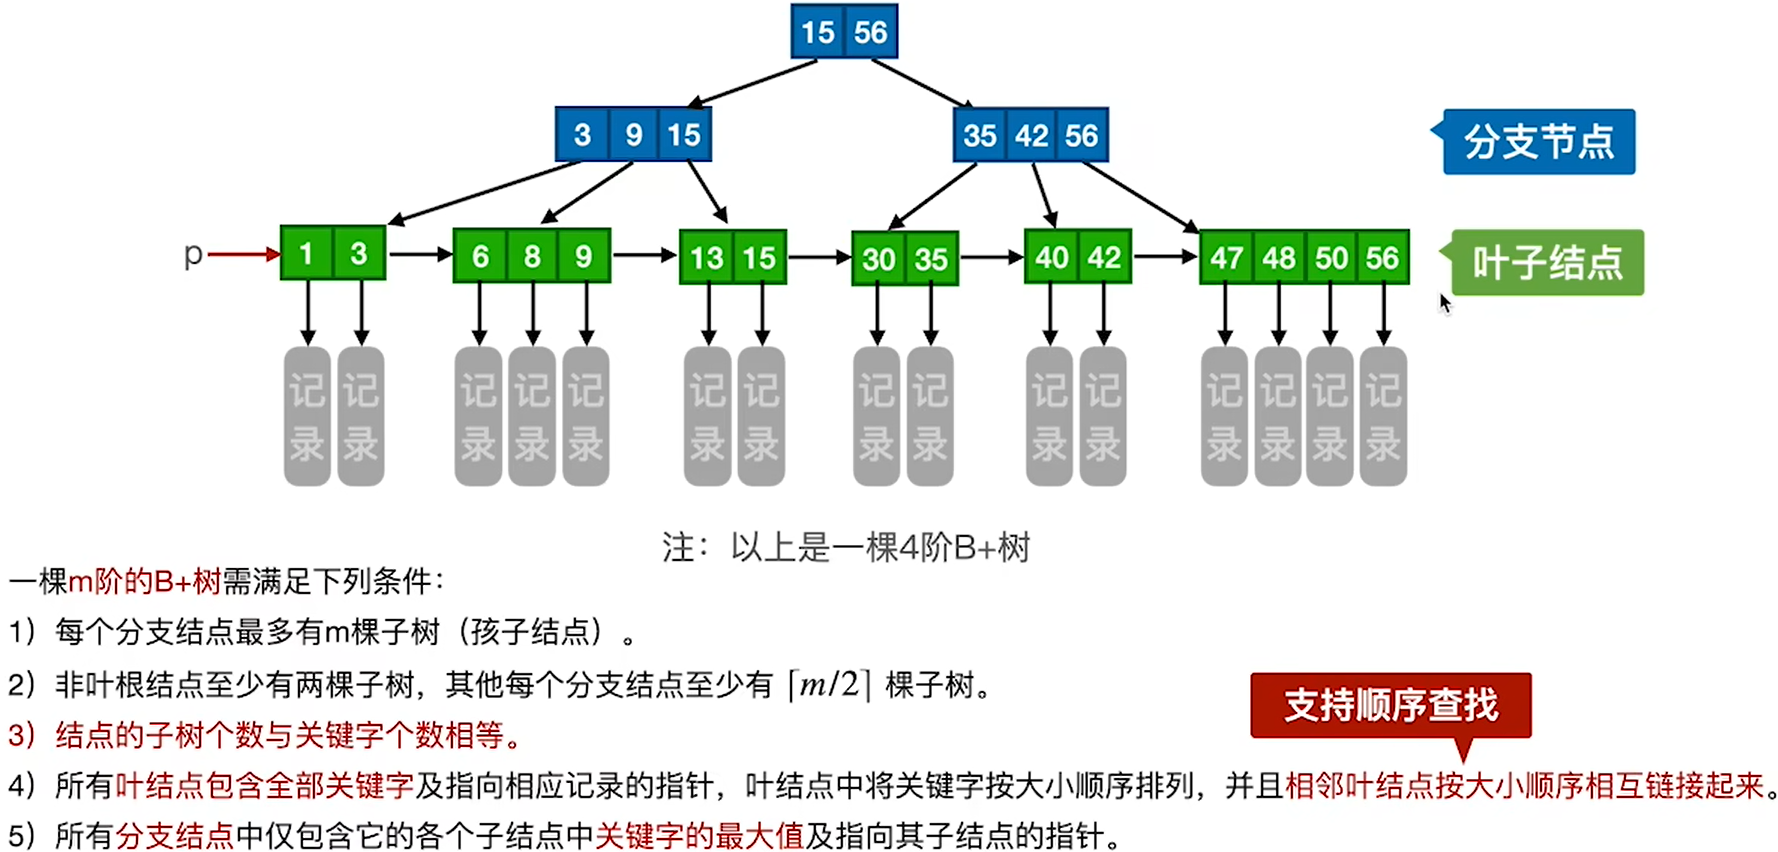 15 56
3 9 15
35 42 56
分支节点
p
1 3
6 8 9
13 15
30 35
40 42
47 48 50 56
叶子结点
记录 记录 记录 记录 记录 记录 记录 记录 记录 记录 记录 记录 记录 记录 记录
注：以上是一棵4阶B+树
一棵m阶的B+树需满足下列条件：
1）每个分支结点最多有m棵子树（孩子结点）。
2）非叶根结点至少有两棵子树，其他每个分支结点至少有 ⌈m/2⌉ 棵子树。
3）结点的子树个数与关键字个数相等。
支持顺序查找
4）所有叶结点包含全部关键字及指向相应记录的指针，叶结点中将关键字按大小顺序排列，并且相邻叶结点按大小顺序相互链接起来。
5）所有分支结点中仅包含它的各个子结点中关键字的最大值及指向其子结点的指针。